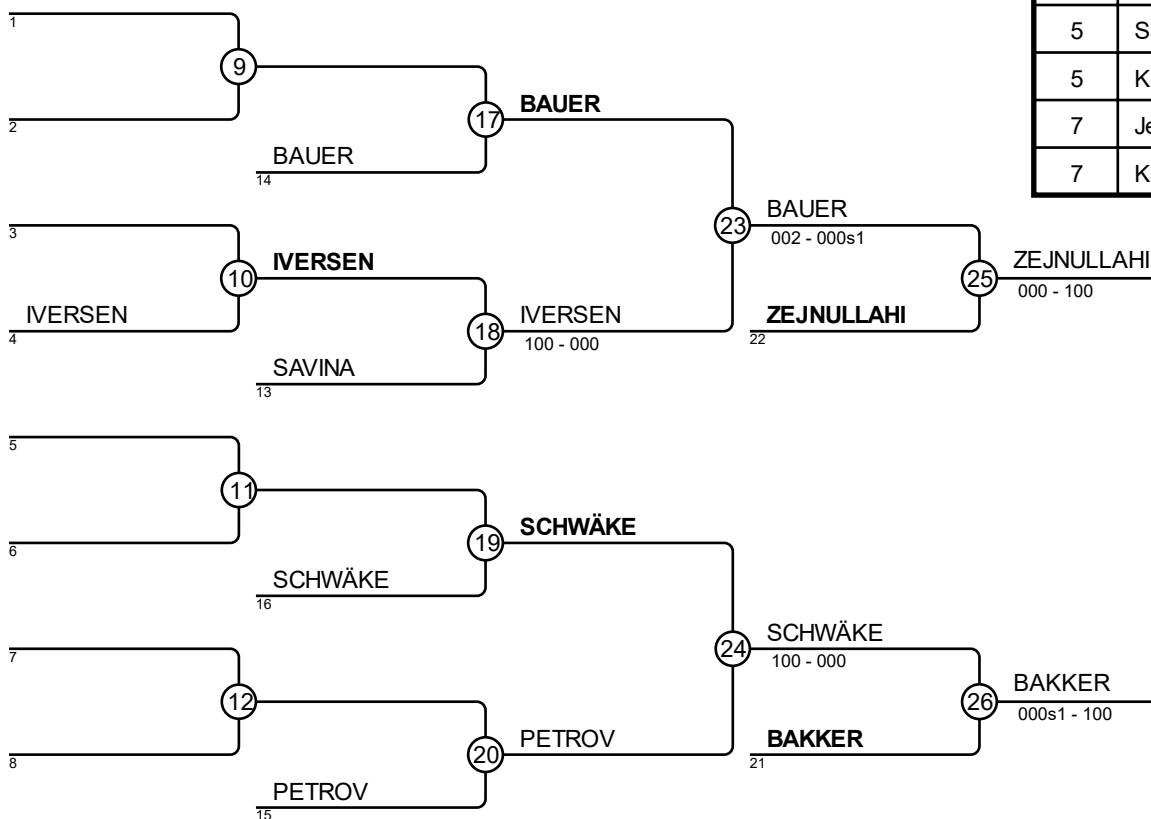 1
5 S
9
5 K
2
17 BAUER
7 Je
BAUER
14
7 K
3
BAUER
23
002 - 000s1
10 IVERSEN
ZEJNULLAHI
25
000 - 100
IVERSEN
4
IVERSEN
18
100 - 000
ZEJNULLAHI
22
SAVINA
13
5
11
6
19 SCHWÄKE
SCHWÄKE
16
7
SCHWÄKE
24
100 - 000
12
BAKKER
26
000s1 - 100
8
20 PETROV
BAKKER
21
PETROV
15